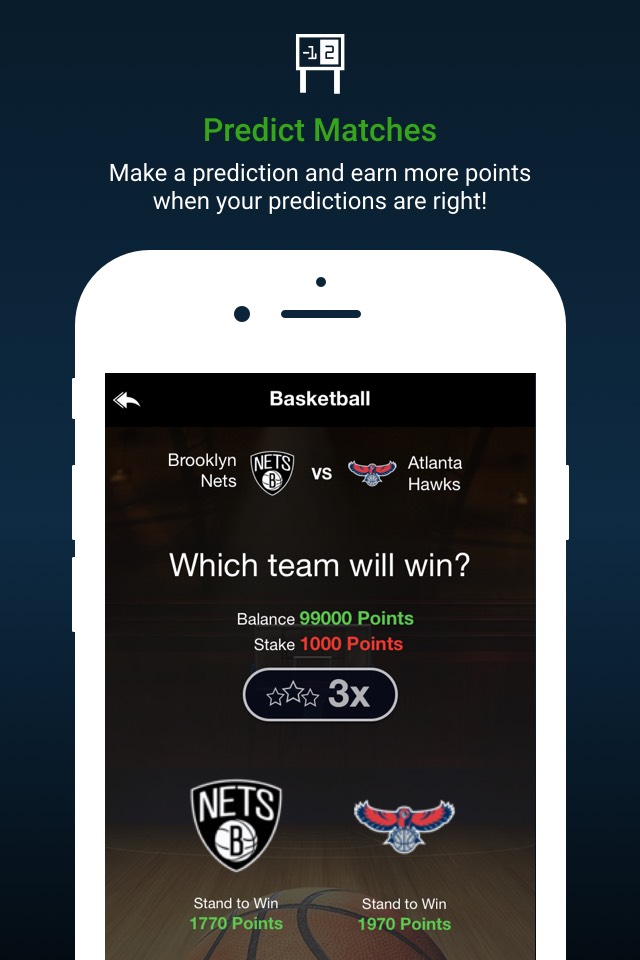 -1 2
Predict Matches
Make a prediction and earn more points
when your predictions are right!
Basketball
Brooklyn
Nets
NETS
B
vs
Atlanta
Hawks
Which team will win?
Balance 99000 Points
Stake 1000 Points
3x
NETS
B
Stand to Win
1770 Points
Stand to Win
1970 Points